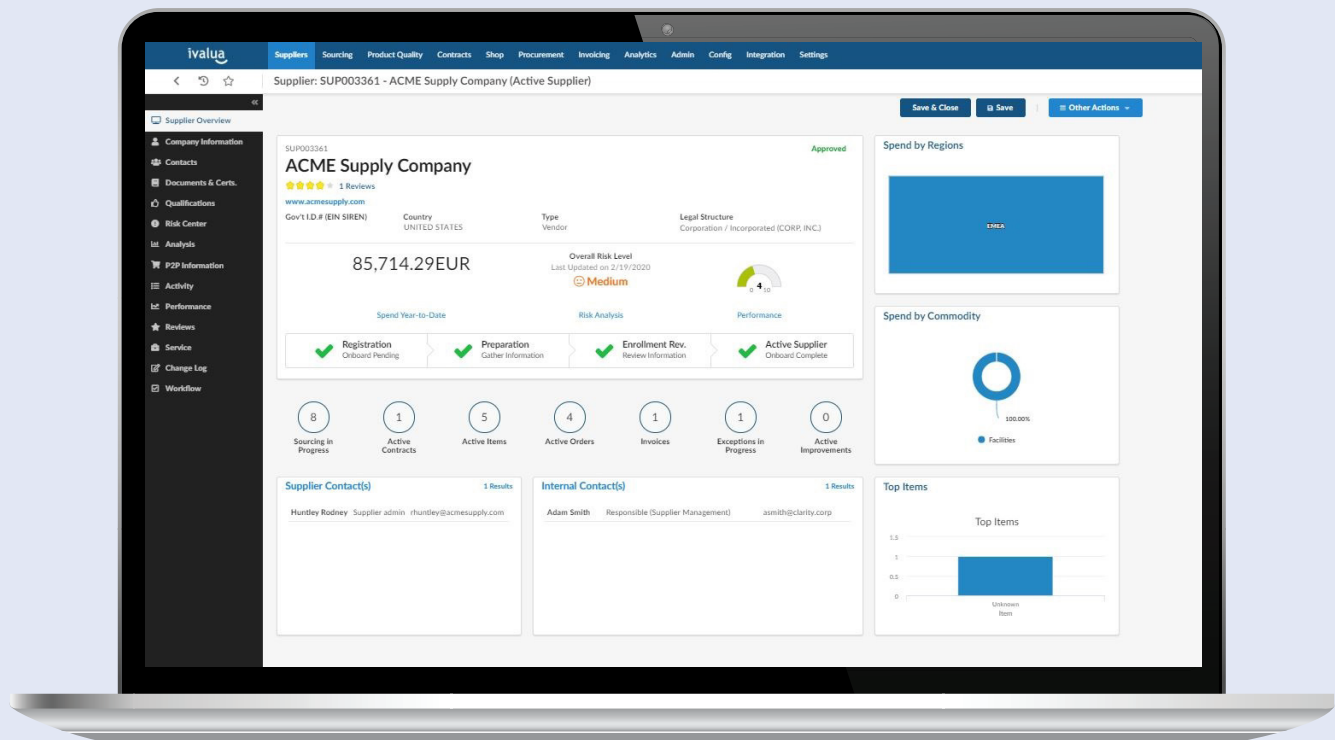 ivalua
Suppliers Sourcing Product Quality Contracts Shop Procurement Invoicing Analytics Admin Config Integration Settings
Supplier: SUP003361 - ACME Supply Company (Active Supplier)
Save & Close Save Other Actions
Supplier Overview
Company Information
Contacts
Documents & Certs.
Qualifications
Risk Center
Analysis
P2P Information
Activity
Performance
Reviews
Service
Change Log
Workflow
SUP003361 Approved
ACME Supply Company
1 Reviews
www.acmesupply.com
Gov't I.D.# (EIN SIREN) Country Type Legal Structure
UNITED STATES Vendor Corporation / Incorporated (CORP, INC.)
85,714.29EUR
Overall Risk Level
Last Updated on 2/19/2020
Medium
4
0 10
Spend Year-to-Date Risk Analysis Performance
Registration Preparation Enrollment Rev. Active Supplier
Onboard Pending Gather Information Review Information Onboard Complete
8 1 5 4 1 1 0
Sourcing in Progress
Active Contracts
Active Items
Active Orders
Invoices
Exceptions in Progress
Active Improvements
Supplier Contact(s) 1 Results
Huntley Rodney Supplier admin rhuntley@acmesupply.com
Internal Contact(s) 1 Results
Adam Smith Responsible (Supplier Management) asmith@clarity.corp
Spend by Regions
EMEA
Spend by Commodity
100.00%
Facilities
Top Items
Top Items
1.5
1
0.5
0
Unknown
Item